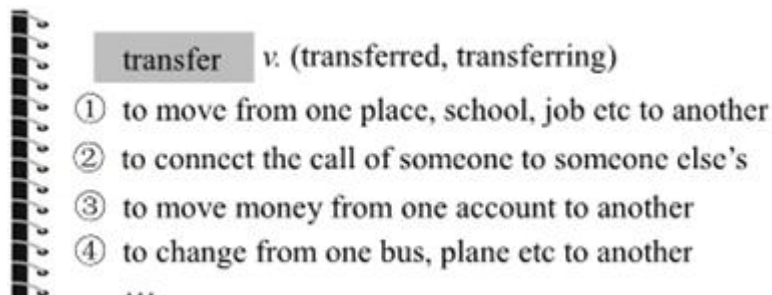 transfer v. (transferred, transferring)
① to move from one place, school, job etc to another
② to connect the call of someone to someone else's
③ to move money from one account to another
④ to change from one bus, plane etc to another
...